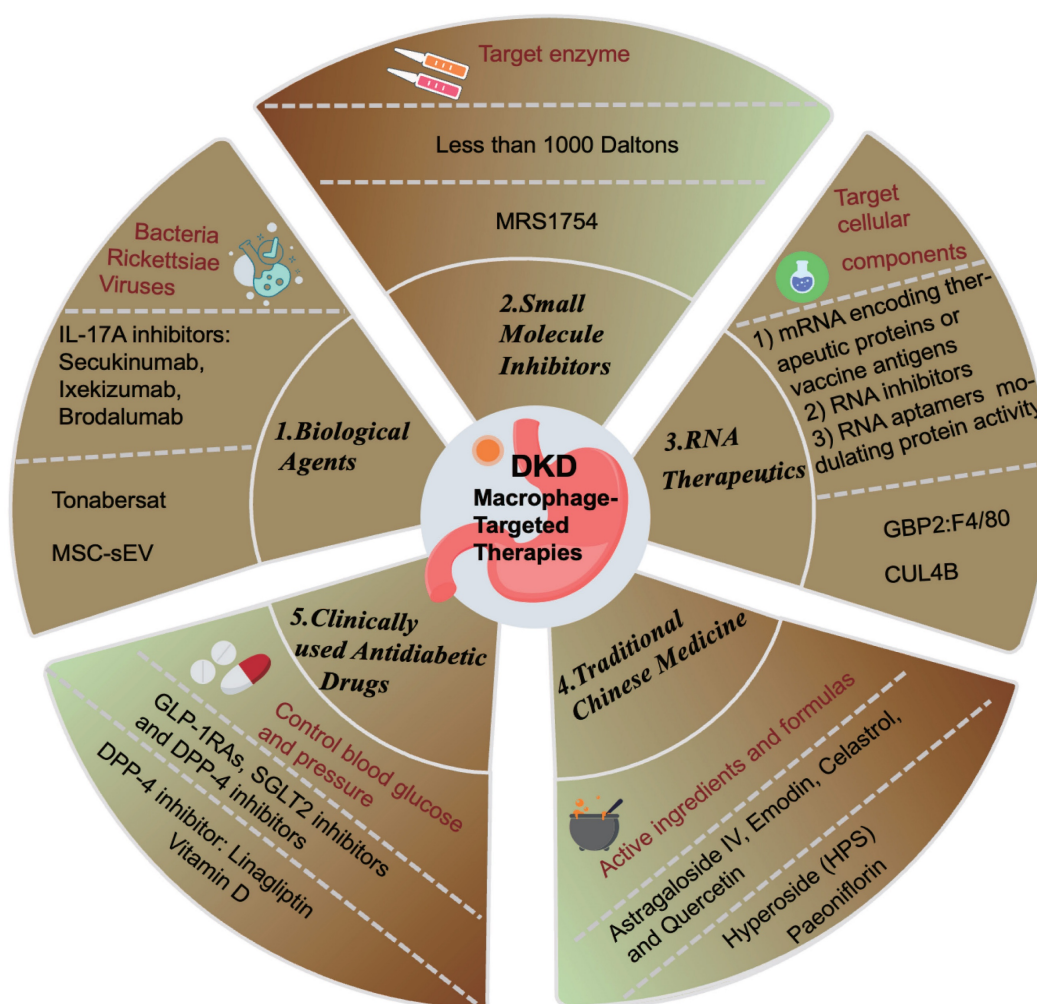 DKD
Macrophage-
Targeted
Therapies
1.Biological
Agents
Bacteria
Rickettsiae
Viruses
IL-17A inhibitors:
Secukinumab,
Ixekizumab,
Brodalumab
Tonabersat
MSC-sEV
2.Small
Molecule
Inhibitors
Target enzyme
Less than 1000 Daltons
MRS1754
3.RNA
Therapeutics
Target
cellular
components
1) mRNA encoding ther-
apeutic proteins or
vaccine antigens
2) RNA inhibitors
3) RNA aptamers mo-
dulating protein activity
GBP2:F4/80
CUL4B
4.Traditional
Chinese Medicine
Active ingredients and formulas
Astragaloside IV, Emodin, Celastrol,
and Quercetin
Hyperoside (HPS)
Paeoniflorin
5.Clinically
used Antidiabetic
Drugs
Control blood glucose
and pressure
GLP-1RAs, SGLT2 inhibitors
and DPP-4 inhibitors
DPP-4 inhibitor: Linagliptin
Vitamin D